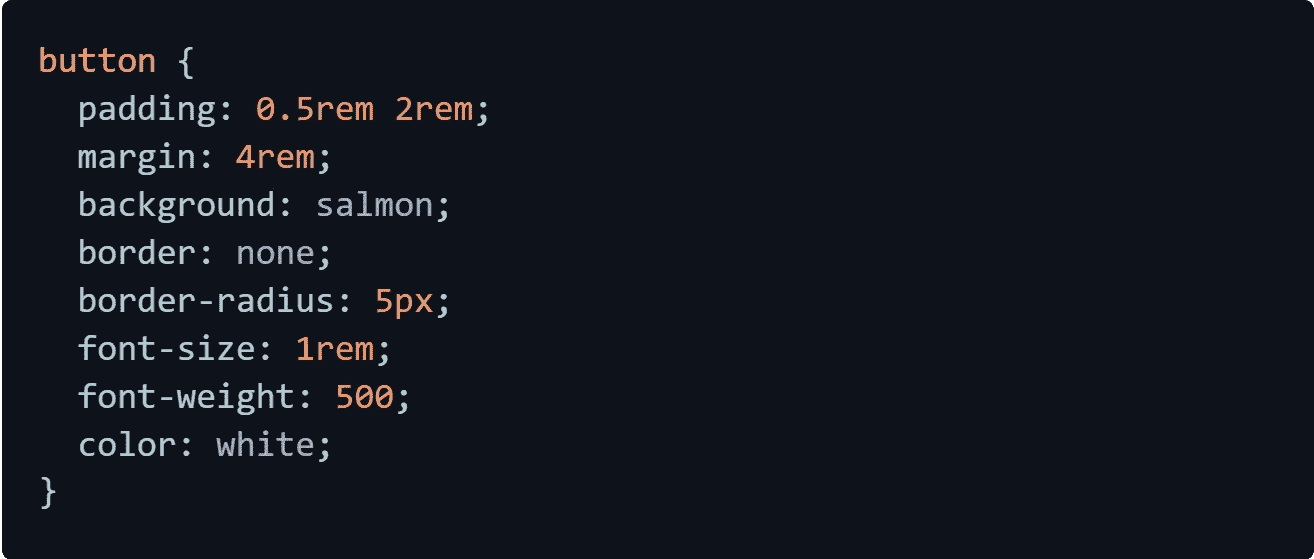 button {
  padding: 0.5rem 2rem;
  margin: 4rem;
  background: salmon;
  border: none;
  border-radius: 5px;
  font-size: 1rem;
  font-weight: 500;
  color: white;
}